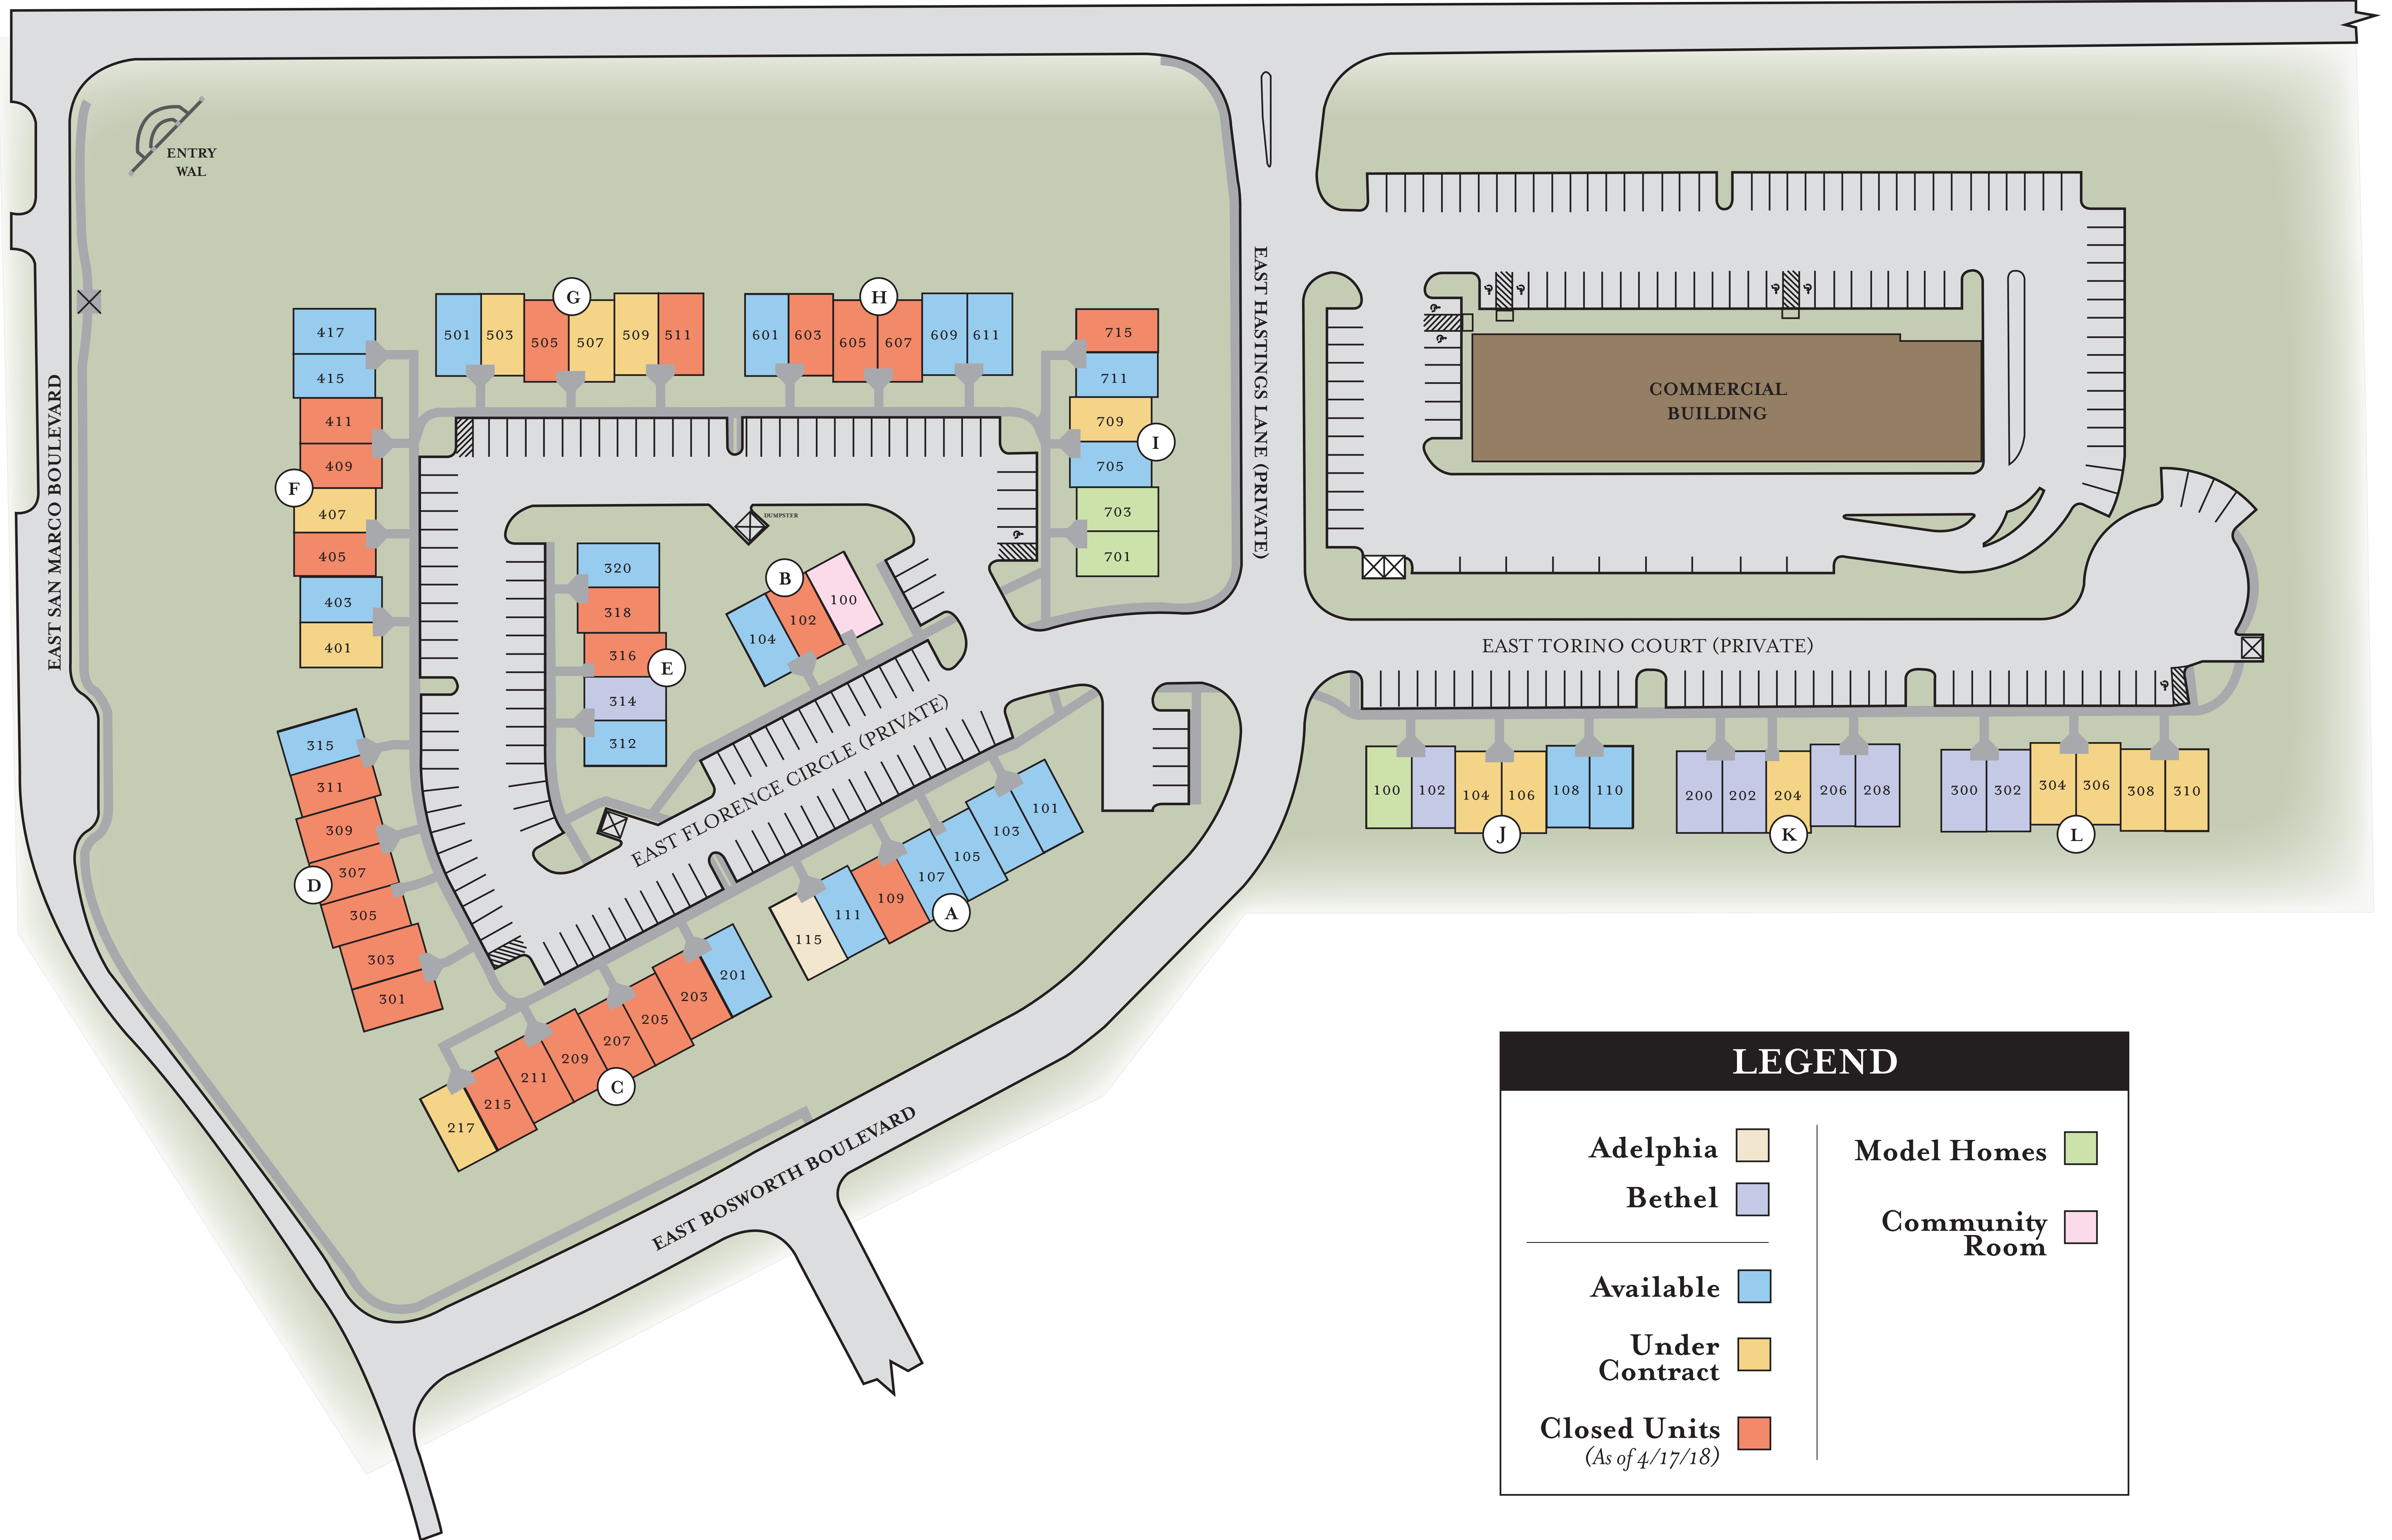 ENTRY
WAL
EAST SAN MARCO BOULEVARD
EAST HASTINGS LANE (PRIVATE)
COMMERCIAL
BUILDING
EAST TORINO COURT (PRIVATE)
EAST FLORENCE CIRCLE (PRIVATE)
EAST BOSWORTH BOULEVARD
DUMPSTER
G
501
503
505
507
509
511
H
601
603
605
607
609
611
I
715
711
709
705
703
701
F
417
415
411
409
407
405
403
401
E
320
318
316
314
312
B
104
102
100
D
315
311
309
307
305
303
301
A
101
103
105
107
109
111
115
C
201
203
205
207
209
211
215
217
J
100
102
104
106
108
110
K
200
202
204
206
208
L
300
302
304
306
308
310
LEGEND
Adelphia
Bethel
Available
Under
Contract
Closed Units
(As of 4/17/18)
Model Homes
Community
Room